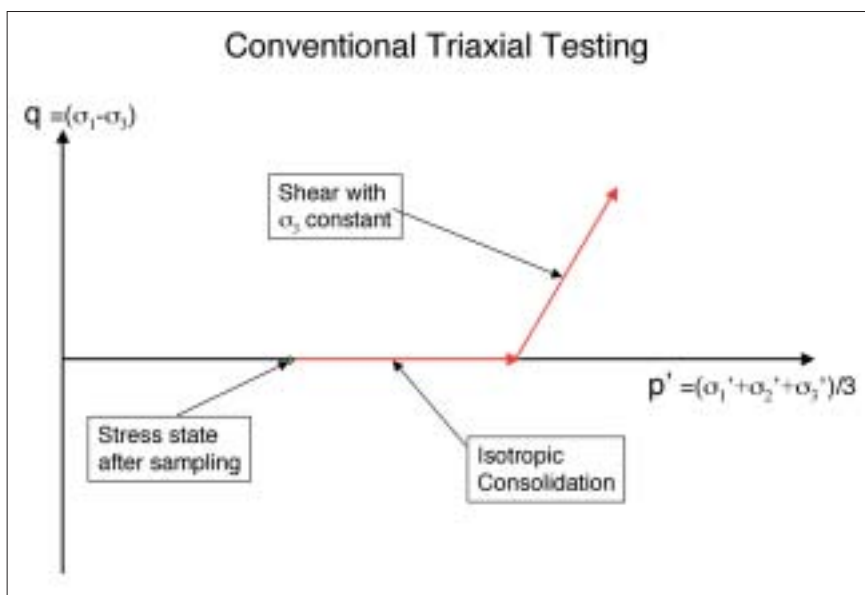 Conventional Triaxial Testing
q =(σ₁-σ₃)
Shear with
σ₃ constant
p' =(σ₁'+σ₂'+σ₃')/3
Stress state
after sampling
Isotropic
Consolidation